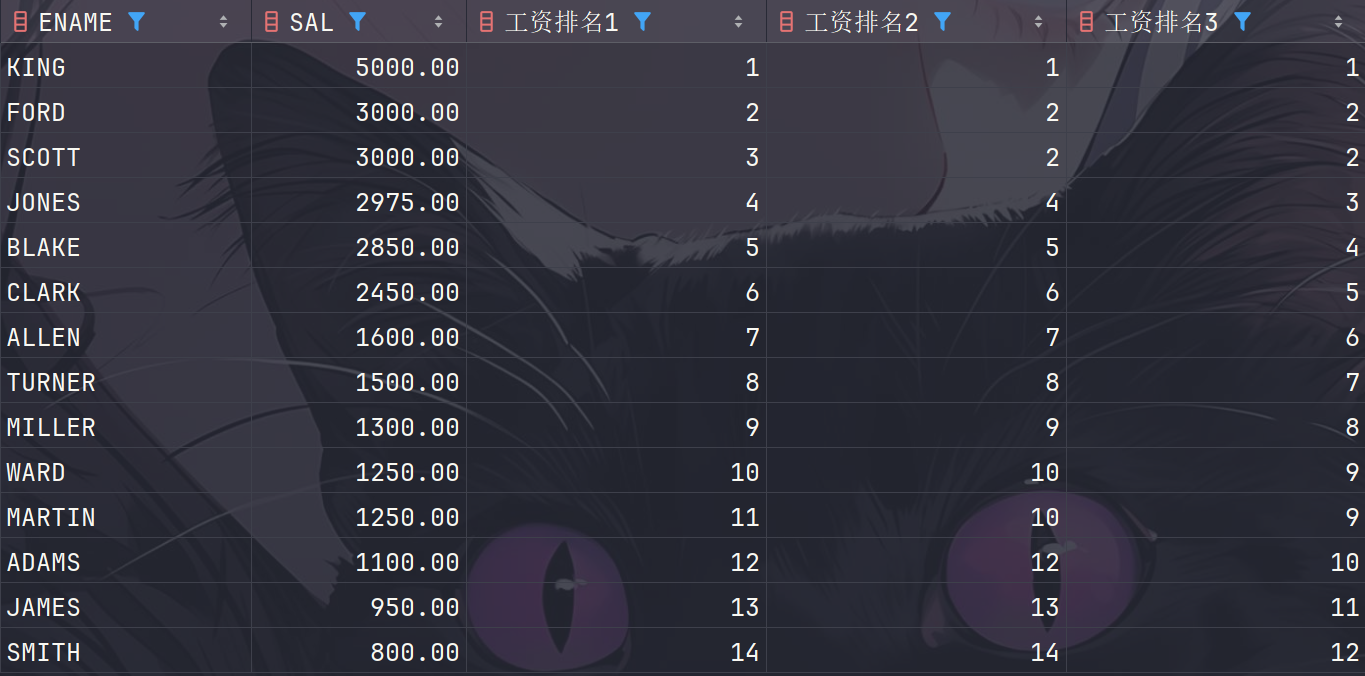 ENAME SAL 工资排名1 工资排名2 工资排名3
KING 5000.00 1 1 1
FORD 3000.00 2 2 2
SCOTT 3000.00 3 2 2
JONES 2975.00 4 4 3
BLAKE 2850.00 5 5 4
CLARK 2450.00 6 6 5
ALLEN 1600.00 7 7 6
TURNER 1500.00 8 8 7
MILLER 1300.00 9 9 8
WARD 1250.00 10 10 9
MARTIN 1250.00 11 10 9
ADAMS 1100.00 12 12 10
JAMES 950.00 13 13 11
SMITH 800.00 14 14 12